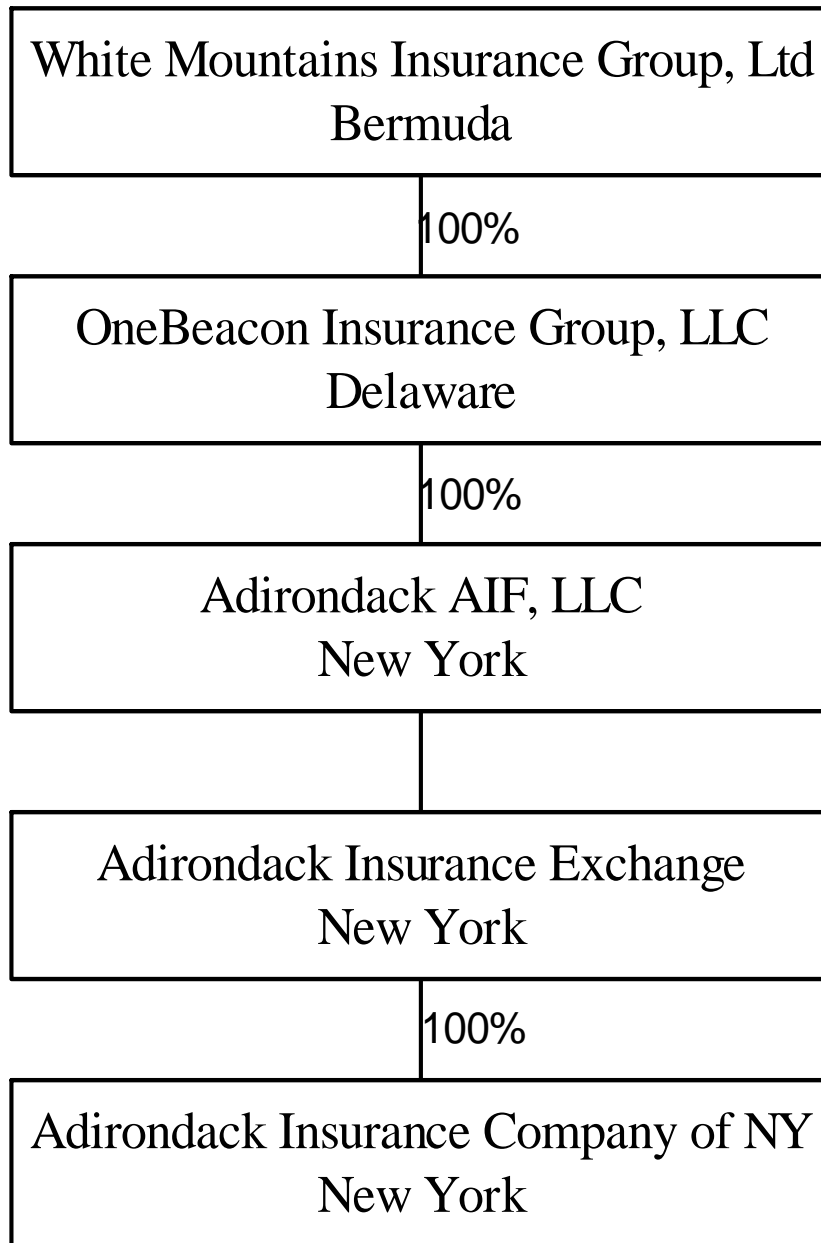 White Mountains Insurance Group, Ltd
Bermuda
100%
OneBeacon Insurance Group, LLC
Delaware
100%
Adirondack AIF, LLC
New York
Adirondack Insurance Exchange
New York
100%
Adirondack Insurance Company of NY
New York